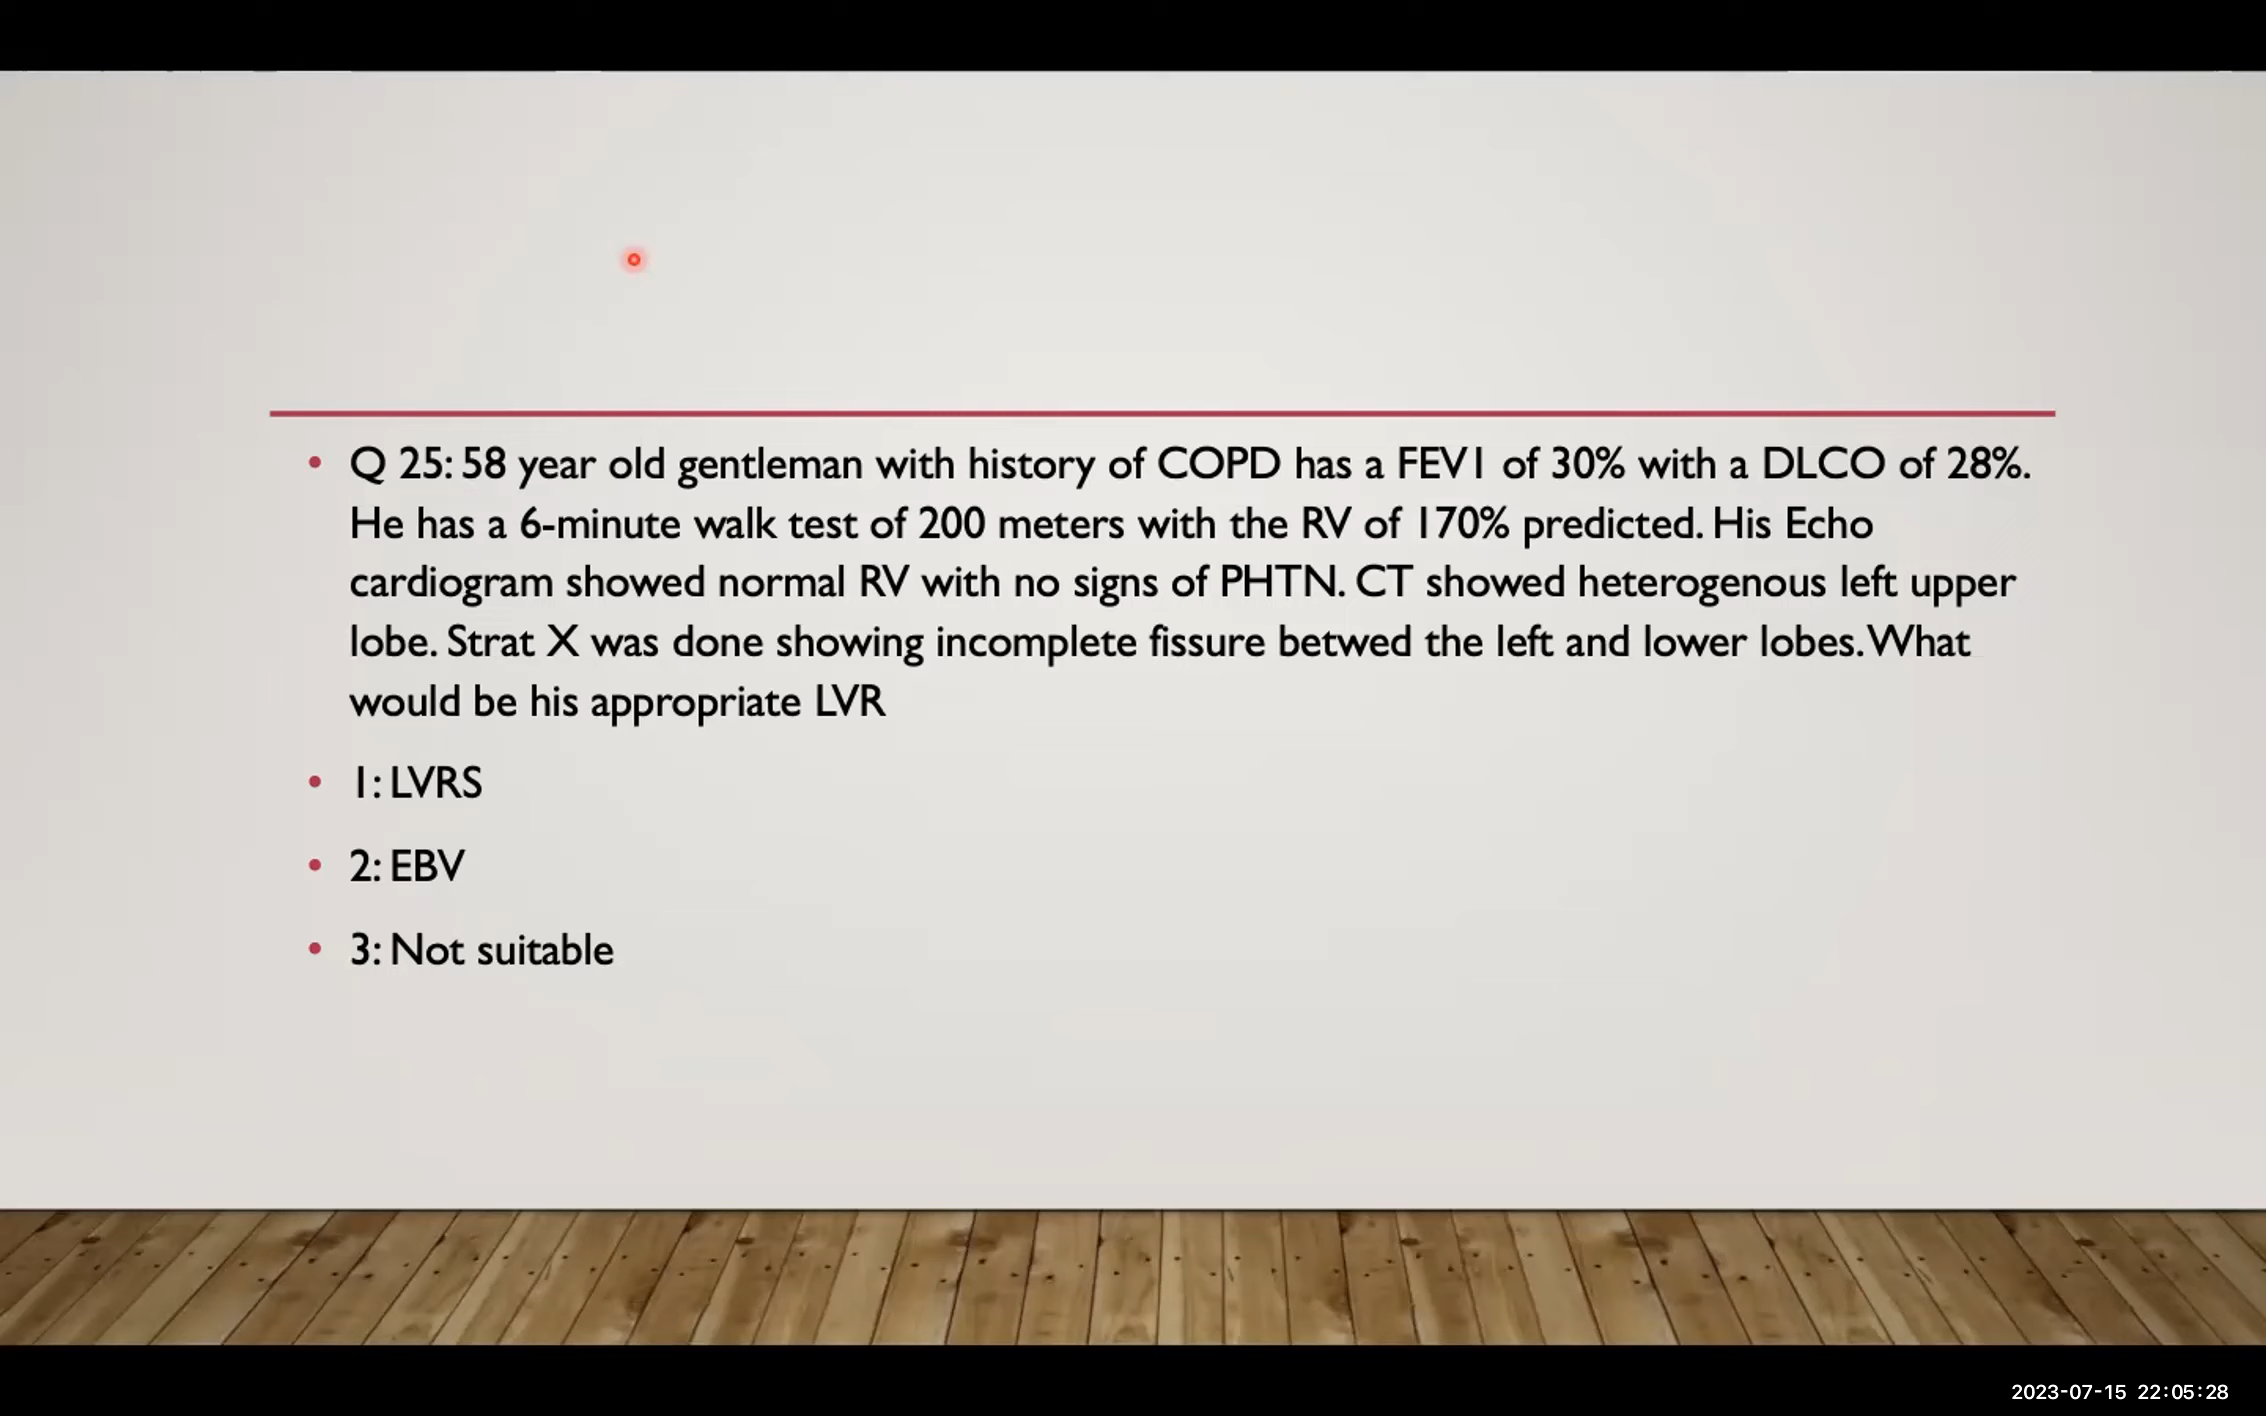 • Q 25: 58 year old gentleman with history of COPD has a FEV1 of 30% with a DLCO of 28%.
He has a 6-minute walk test of 200 meters with the RV of 170% predicted. His Echo
cardiogram showed normal RV with no signs of PHTN. CT showed heterogenous left upper
lobe. Strat X was done showing incomplete fissure betwed the left and lower lobes. What
would be his appropriate LVR
• 1: LVRS
• 2: EBV
• 3: Not suitable
2023-07-15 22:05:28